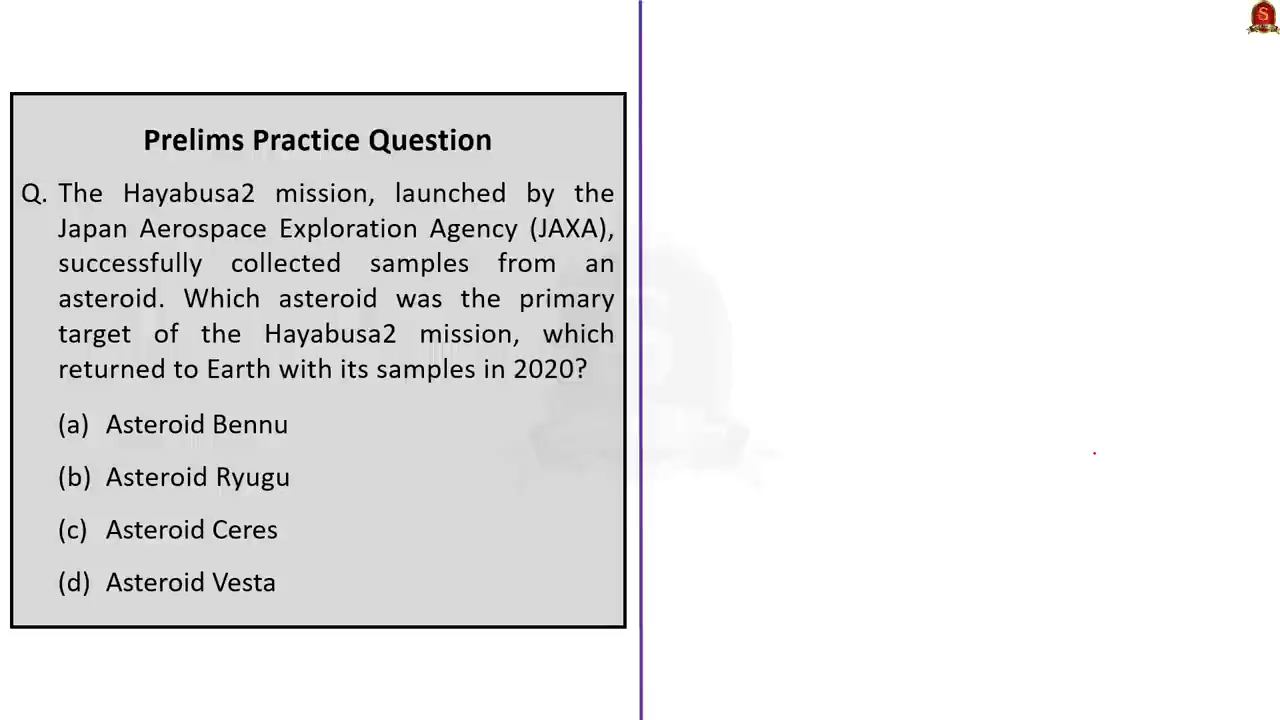 Prelims Practice Question
Q. The Hayabusa2 mission, launched by the
Japan Aerospace Exploration Agency (JAXA),
successfully collected samples from an
asteroid. Which asteroid was the primary
target of the Hayabusa2 mission, which
returned to Earth with its samples in 2020?
(a) Asteroid Bennu
(b) Asteroid Ryugu
(c) Asteroid Ceres
(d) Asteroid Vesta
S